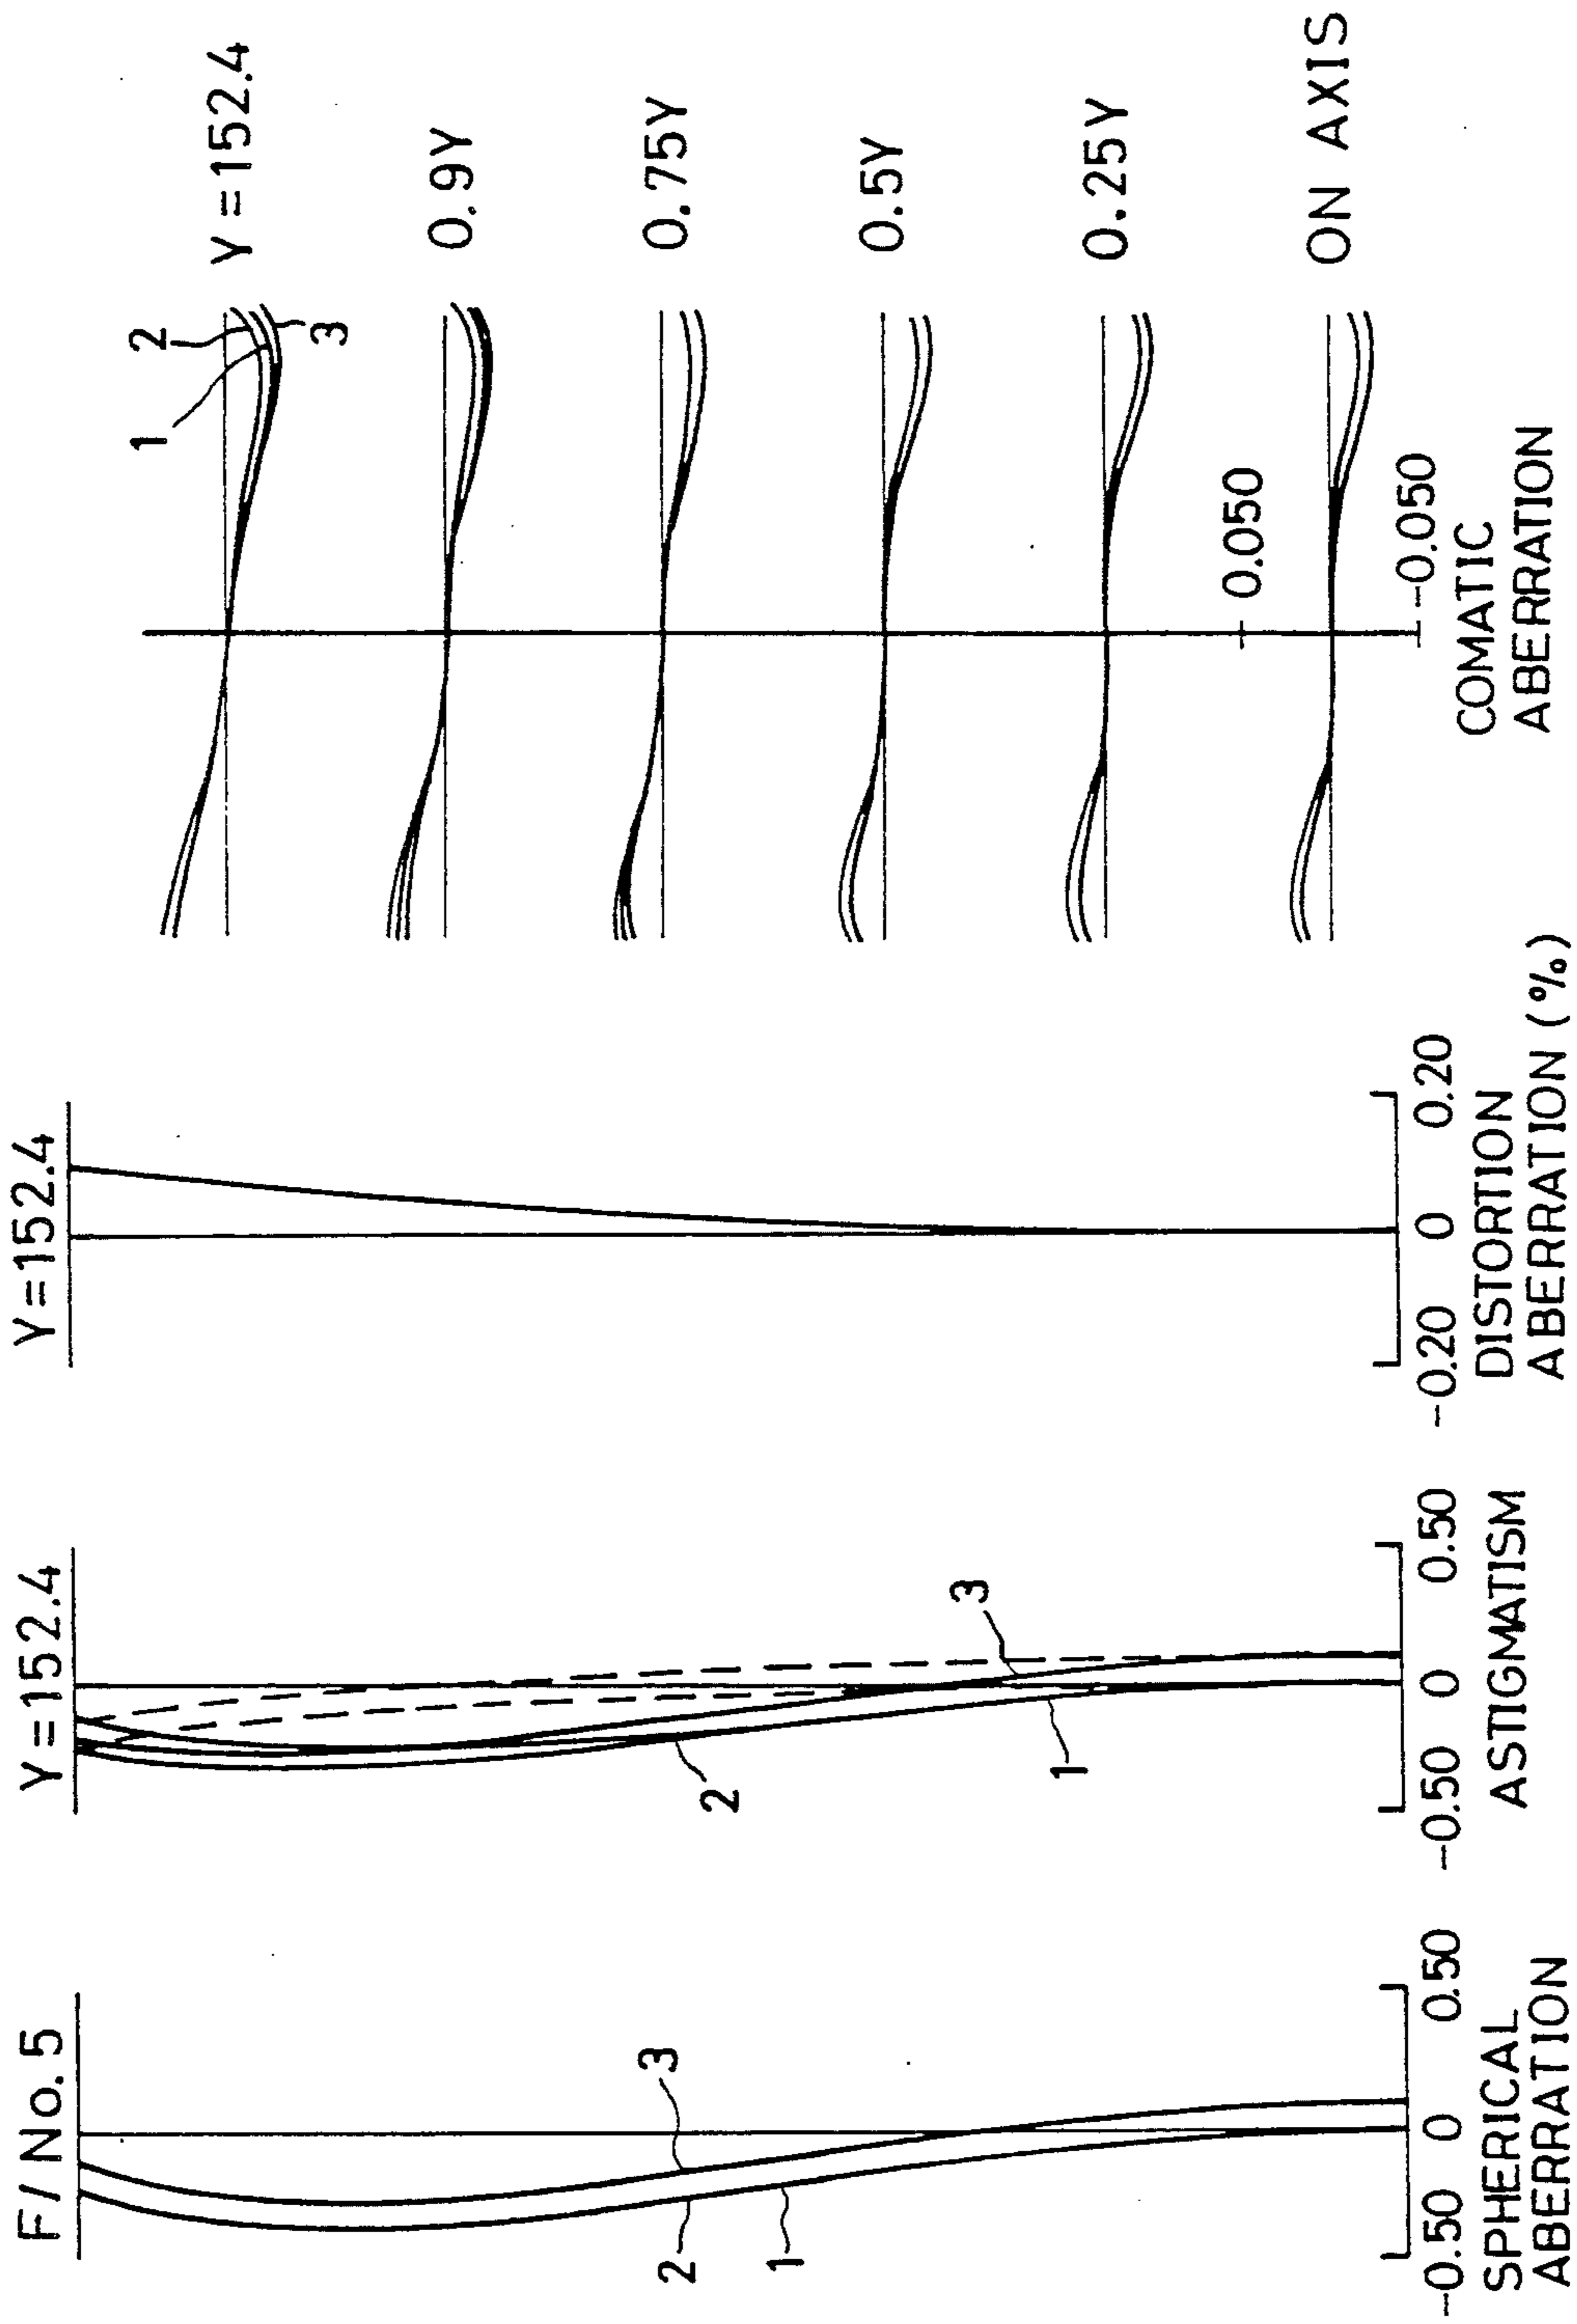 F/No.5
3
2
1
-0.50 0 0.50
SPHERICAL
ABERRATION
Y=152.4
3
2
1
-0.50 0 0.50
ASTIGMATISM
Y=152.4
-0.20 0 0.20
DISTORTION
ABERRATION (%)
1
2
3
Y=152.4
0.9Y
0.75Y
0.5Y
0.25Y
0.050
ON AXIS
-0.050
COMATIC
ABERRATION